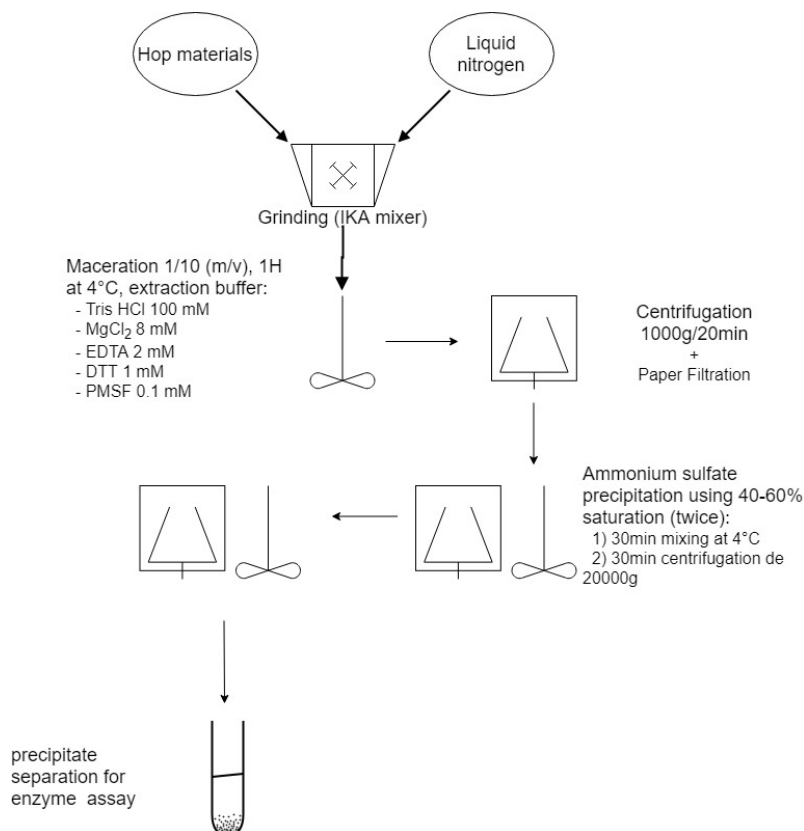 Hop materials
Liquid
nitrogen
Grinding (IKA mixer)
Maceration 1/10 (m/v), 1H
at 4°C, extraction buffer:
- Tris HCl 100 mM
- MgCl₂ 8 mM
- EDTA 2 mM
- DTT 1 mM
- PMSF 0.1 mM
Centrifugation
1000g/20min
+
Paper Filtration
Ammonium sulfate
precipitation using 40-60%
saturation (twice):
1) 30min mixing at 4°C
2) 30min centrifugation de
20000g
precipitate
separation for
enzyme assay